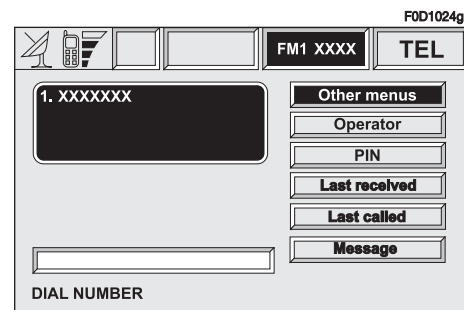 F0D1024g
FM1 XXXX
TEL
1. XXXXXXX
Other menus
Operator
PIN
Last received
Last called
Message
DIAL NUMBER